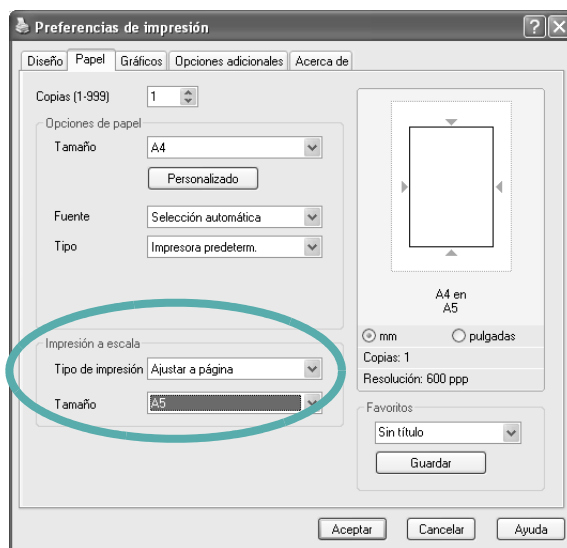 Preferencias de impresión
Diseño Papel Gráficos Opciones adicionales Acerca de
Copias (1-999) 1
Opciones de papel
Tamaño A4
Personalizado
Fuente Selección automática
Tipo Impresora predeterm.
A4 en
A5
mm pulgadas
Copias: 1
Resolución: 600 ppp
Impresión a escala
Tipo de impresión Ajustar a página
Tamaño A5
Favoritos
Sin título
Guardar
Aceptar Cancelar Ayuda